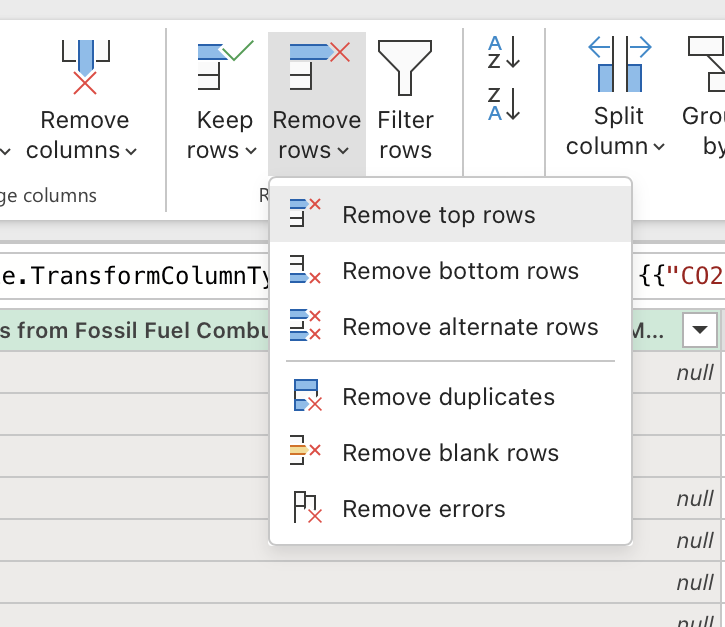 Remove
columns
Keep
rows
Remove
rows
Filter
rows
A
Z
Z
A
Split
column
Grou
by
ge columns
R
Remove top rows
Remove bottom rows
Remove alternate rows
Remove duplicates
Remove blank rows
Remove errors
e.TransformColumnTy
{{"CO2
s from Fossil Fuel Combu
M...
null
null
null
null
null